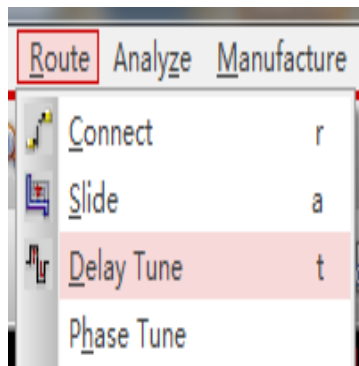 Route Analyze Manufacture
Connect r
Slide a
Delay Tune t
Phase Tune